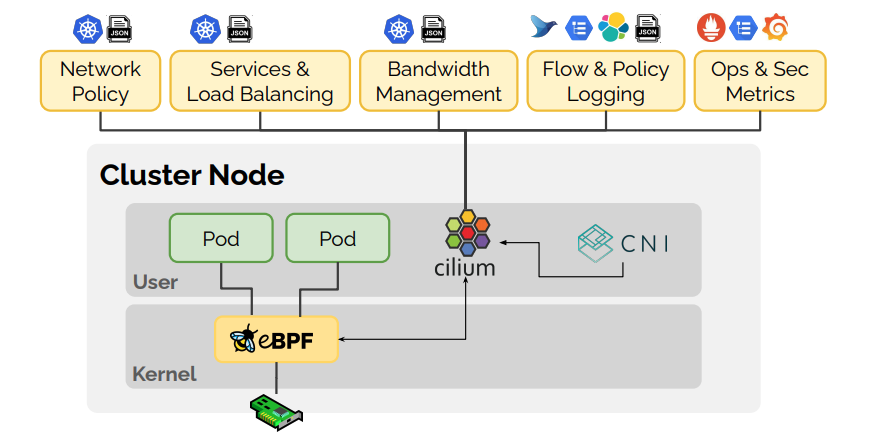 JSON
JSON
JSON
JSON
Network
Policy
Services &
Load Balancing
Bandwidth
Management
Flow & Policy
Logging
Ops & Sec
Metrics
Cluster Node
Pod
Pod
cilium
CNI
User
eBPF
Kernel